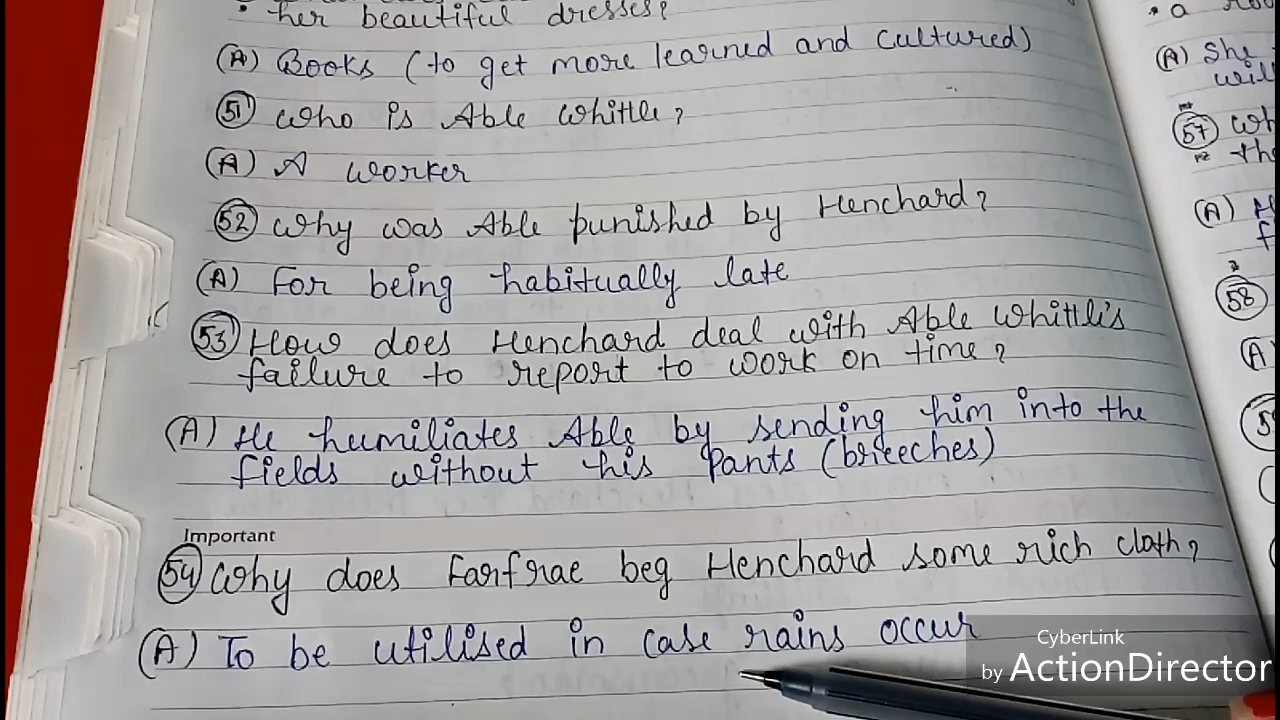 her beautiful dresses?
(A) Books (to get more learned and cultured)
51 Who is Able Whittle?
(A) A worker
52 Why was Able punished by Henchard?
(A) For being habitually late
53 How does Henchard deal with Able Whittle's
failure to report to work on time?
(A) He humiliates Able by sending him into the
fields without his pants (breeches)
Important
54 Why does Farfrae beg Henchard some rich cloth?
(A) To be utilised in case rains occur
a
(A) She
57
58
(A)
CyberLink
by ActionDirector